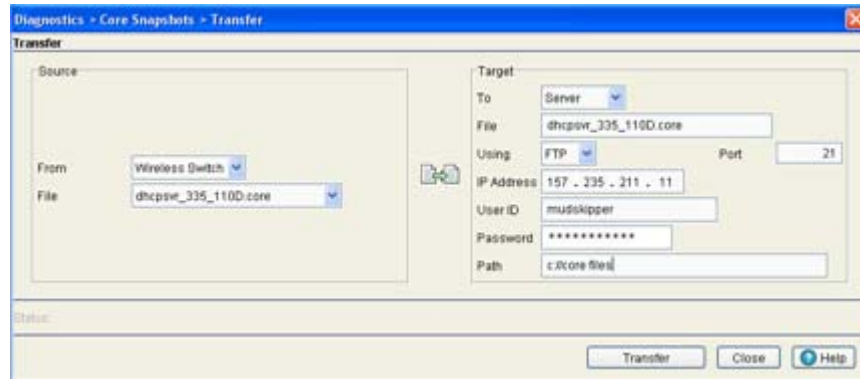 Diagnostics > Core Snapshots > Transfer
Transfer
Source
From
Wireless Switch
File
dhcpsvr_335_110D.core
Target
To
Server
File
dhcpsvr_335_110D.core
Using
FTP
Port
21
IP Address
157 . 235 . 211 . 11
User ID
mudskipper
Password
***********
Path
c://core files
Status:
Transfer
Close
Help